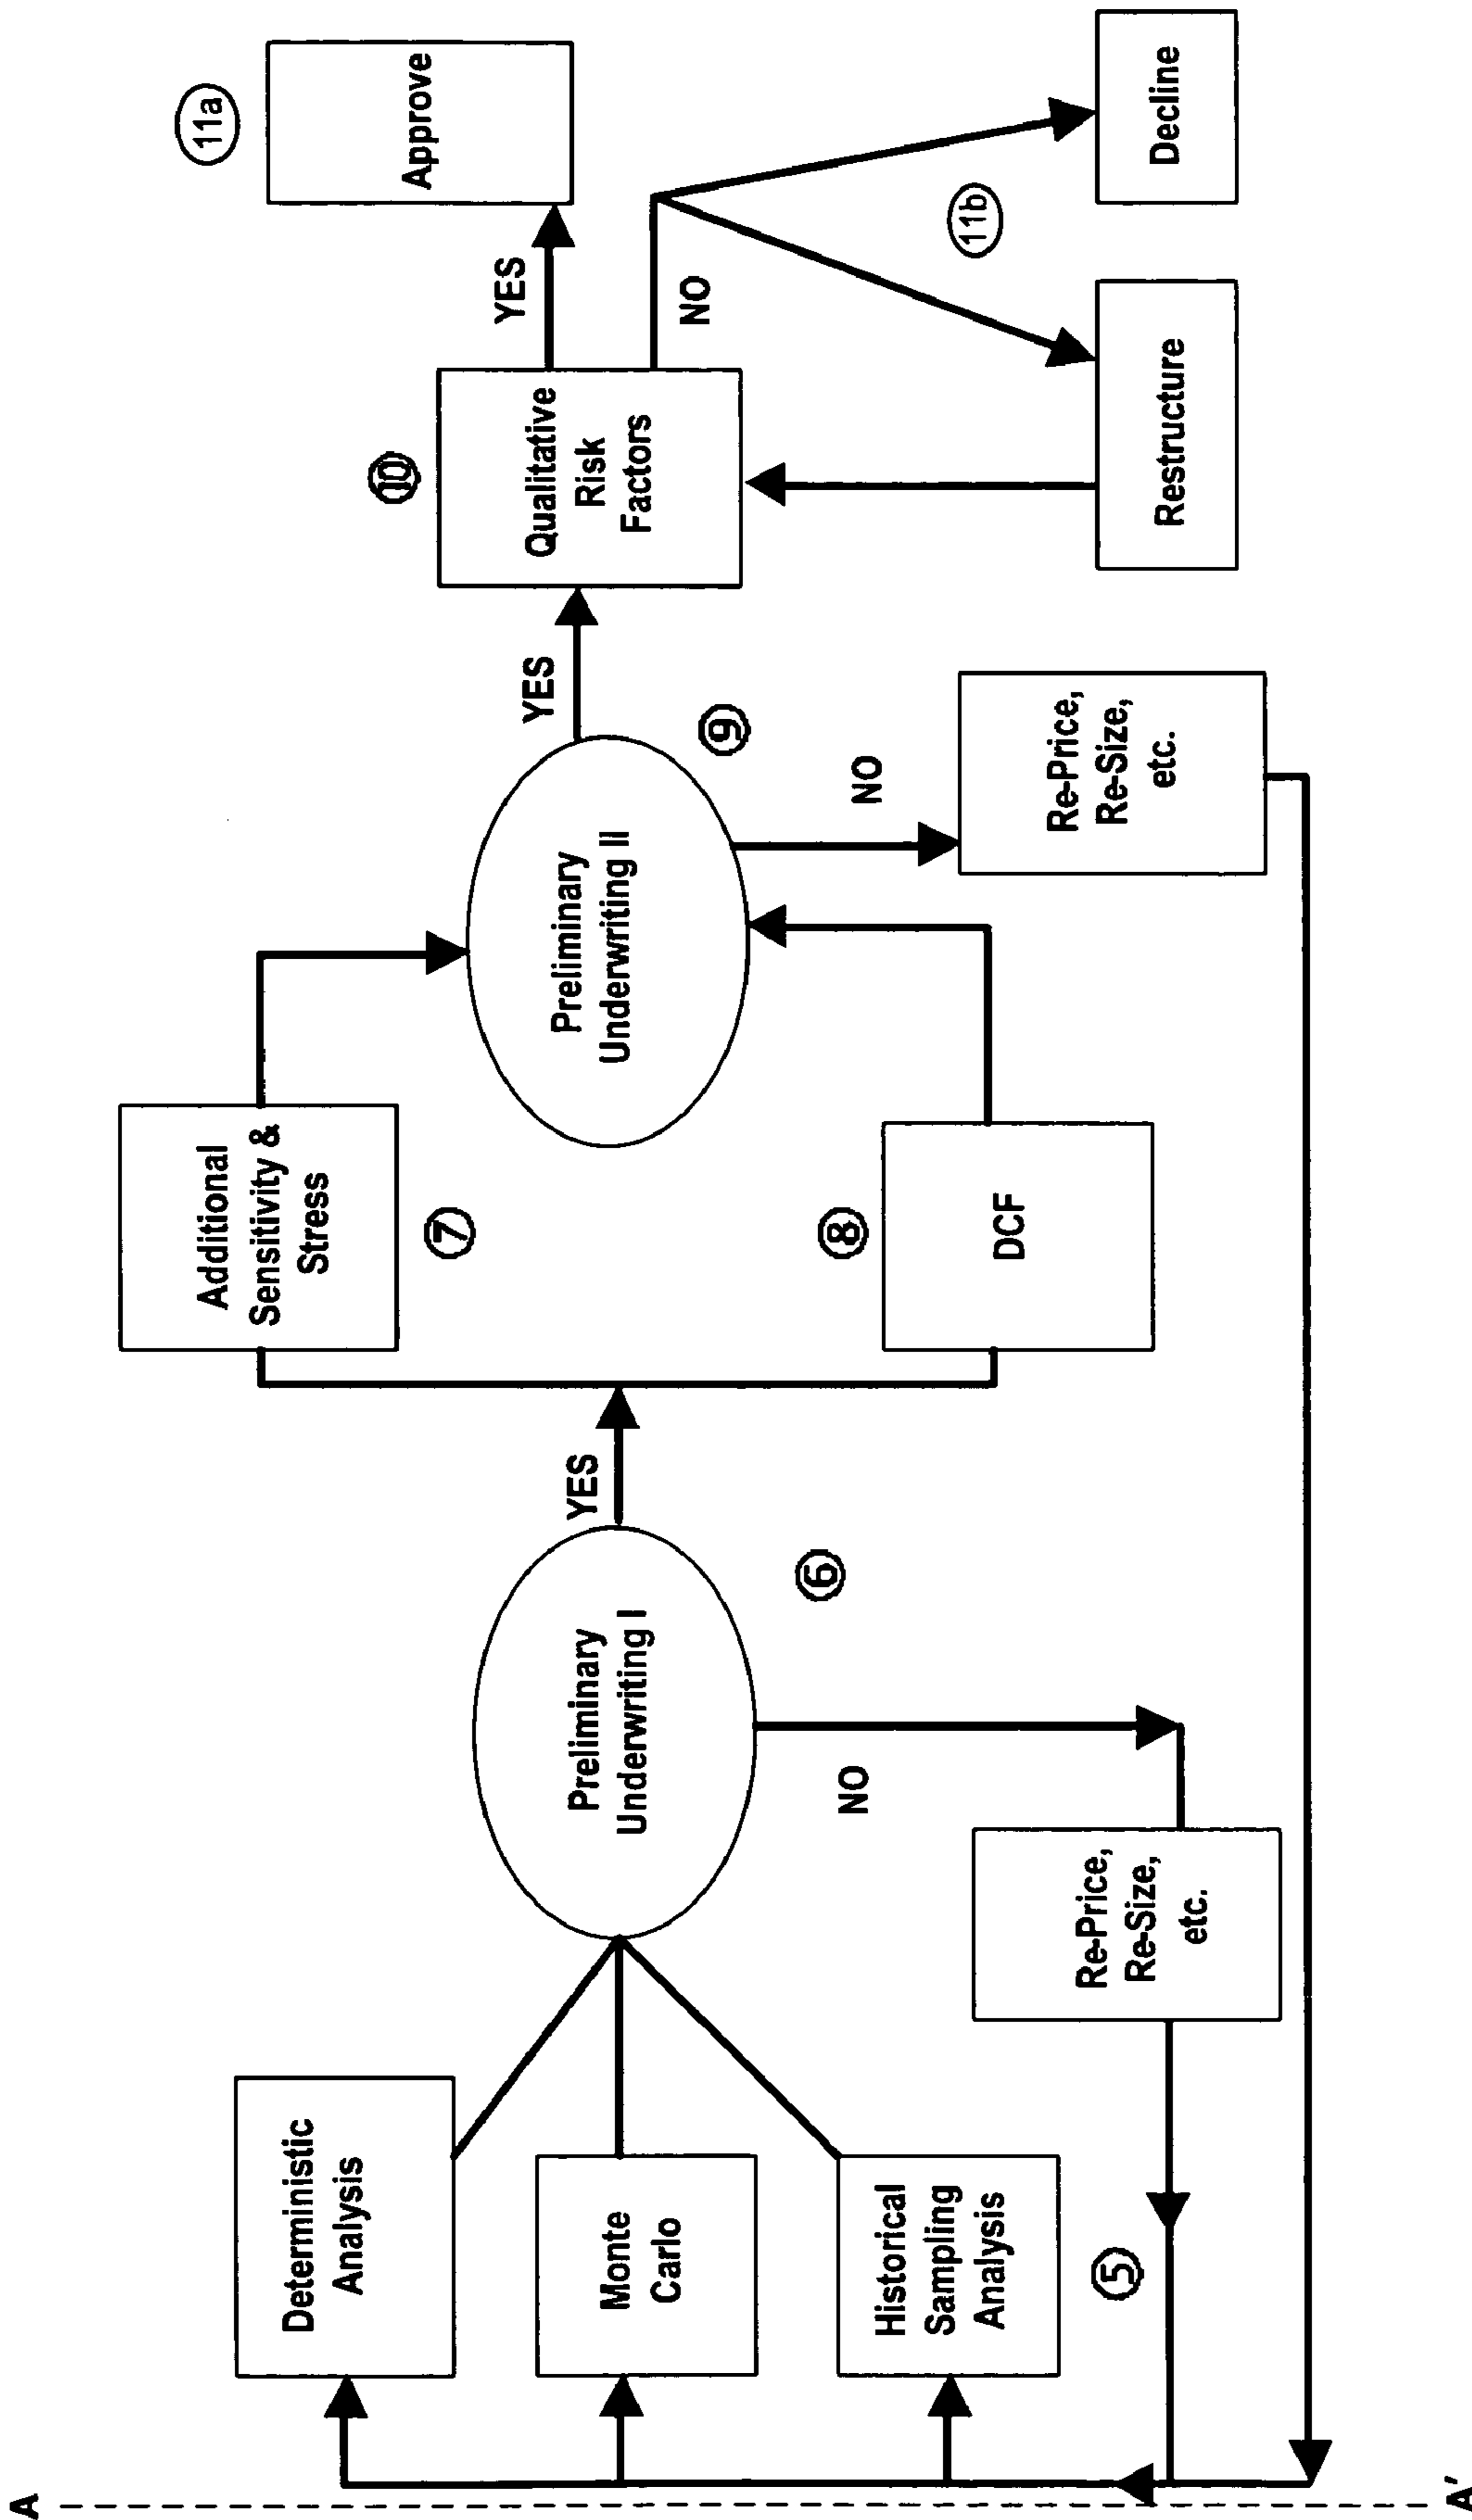 A
A'
Deterministic
Analysis
Monte
Carlo
Historical
Sampling
Analysis
5
Preliminary
Underwriting I
6
YES
NO
Re-Price,
Re-Size,
etc.
Additional
Sensitivity &
Stress
7
8
DCF
Preliminary
Underwriting II
9
YES
NO
Re-Price,
Re-Size,
etc.
10
Qualitative
Risk
Factors
YES
NO
11a
Approve
11b
Restructure
Decline